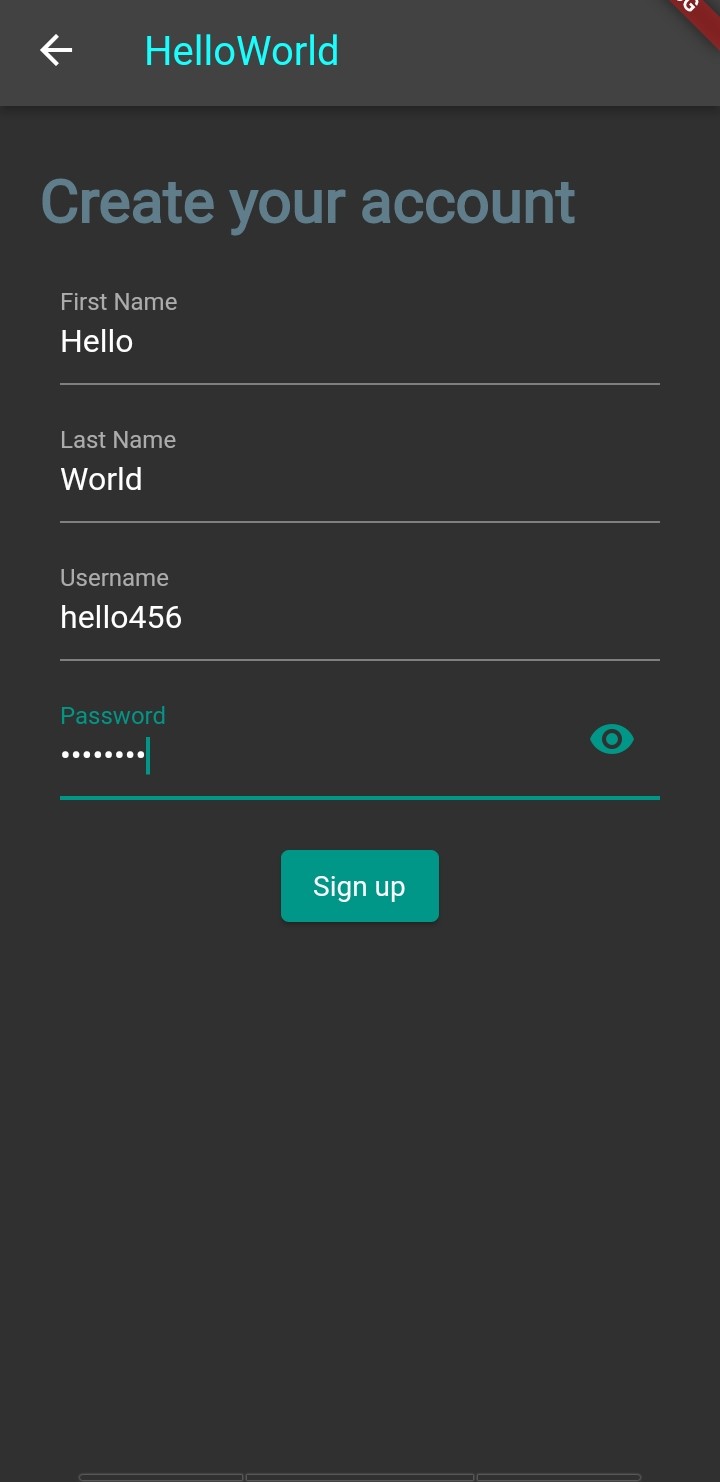 HelloWorld
Create your account
First Name
Hello
Last Name
World
Username
hello456
Password
••••••••
Sign up